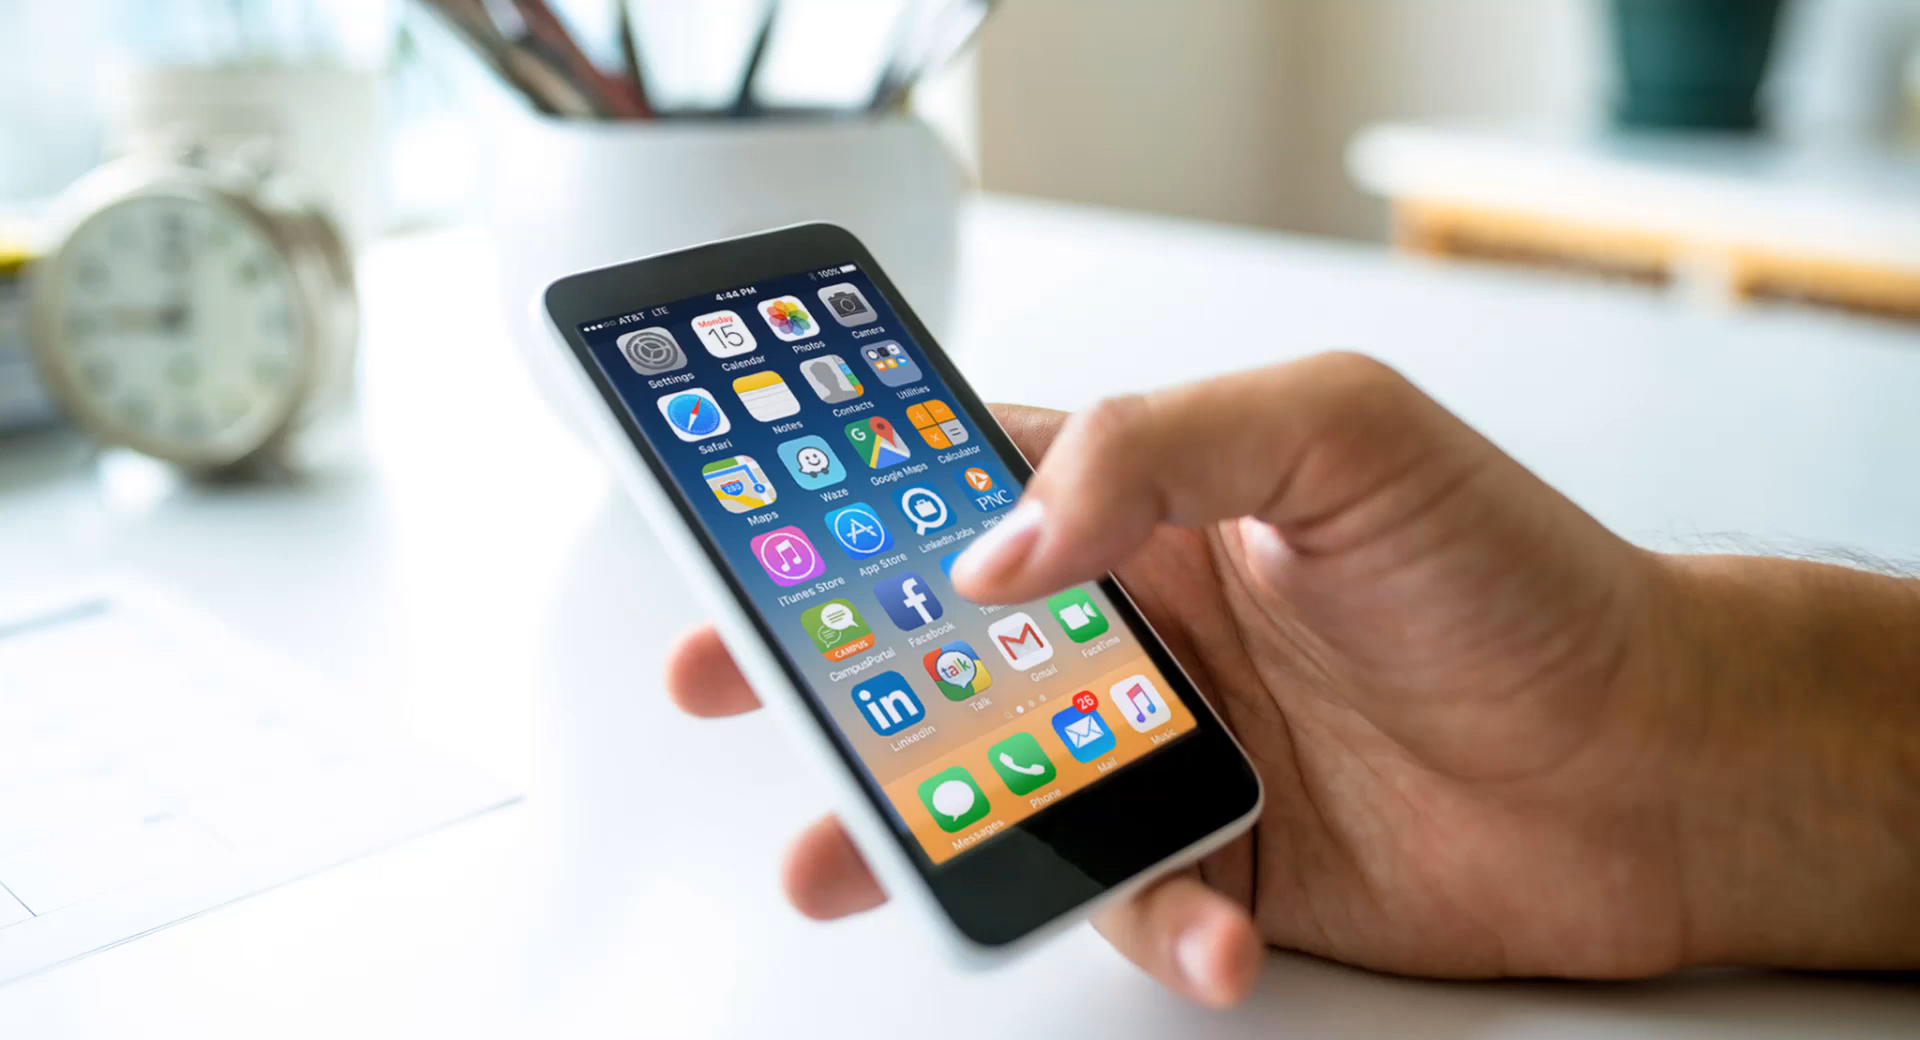 AT&T LTE
4:44 PM
100%
Settings
Monday
15
Calendar
Photos
Camera
Safari
Notes
Contacts
Utilities
280
Maps
Waze
G
Google Maps
Calculator
iTunes Store
App Store
LinkedIn Jobs
PNC
PNC
CAMPUS
CampusPortal
f
Facebook
in
LinkedIn
talk
Talk
Gmail
FaceTime
Messages
Phone
26
Mail
Music